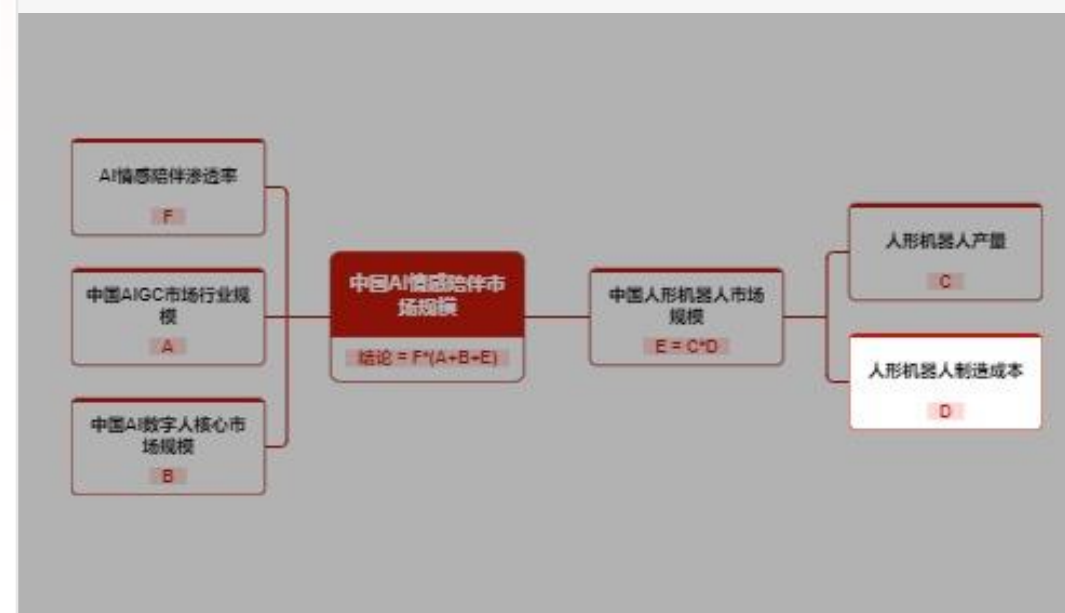 AI情感陪伴渗透率
F
中国AIGC市场行业规
模
A
中国AI数字人核心市
场规模
B
中国AI情感陪伴市
场规模
结论 = F*(A+B+E)
中国人形机器人市场
规模
E = C*D
人形机器人产量
C
人形机器人制造成本
D